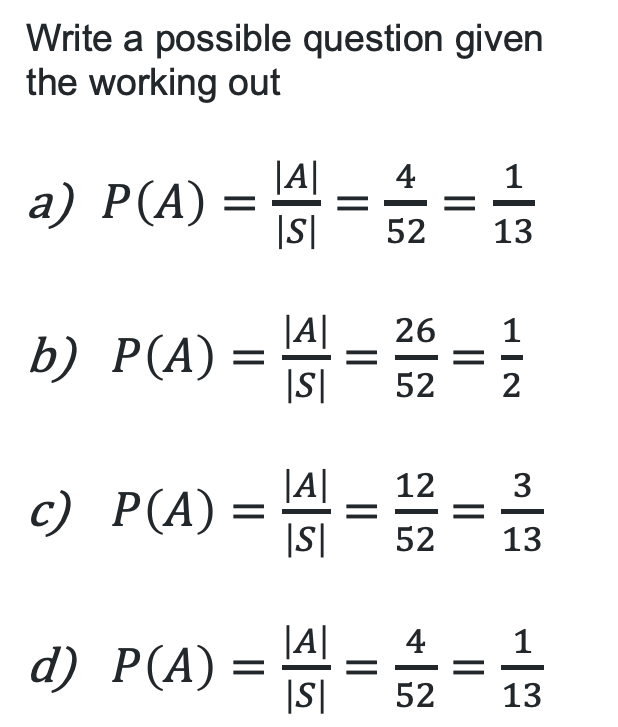 Write a possible question given
the working out
a) P(A) = |A|/|S| = 4/52 = 1/13
b) P(A) = |A|/|S| = 26/52 = 1/2
c) P(A) = |A|/|S| = 12/52 = 3/13
d) P(A) = |A|/|S| = 4/52 = 1/13